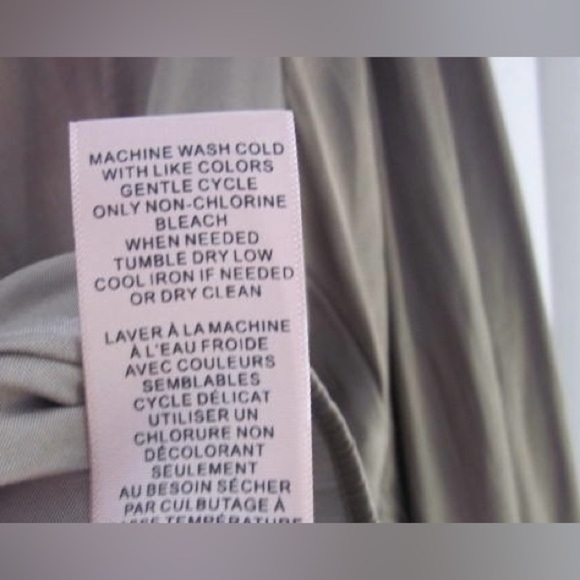 MACHINE WASH COLD
WITH LIKE COLORS
GENTLE CYCLE
ONLY NON-CHLORINE
BLEACH
WHEN NEEDED
TUMBLE DRY LOW
COOL IRON IF NEEDED
OR DRY CLEAN
LAVER À LA MACHINE
À L'EAU FROIDE
AVEC COULEURS
SEMBLABLES
CYCLE DÉLICAT
UTILISER UN
CHLORURE NON
DÉCOLORANT
SEULEMENT
AU BESOIN SÉCHER
PAR CULBUTAGE À
TEMPÉRATURE